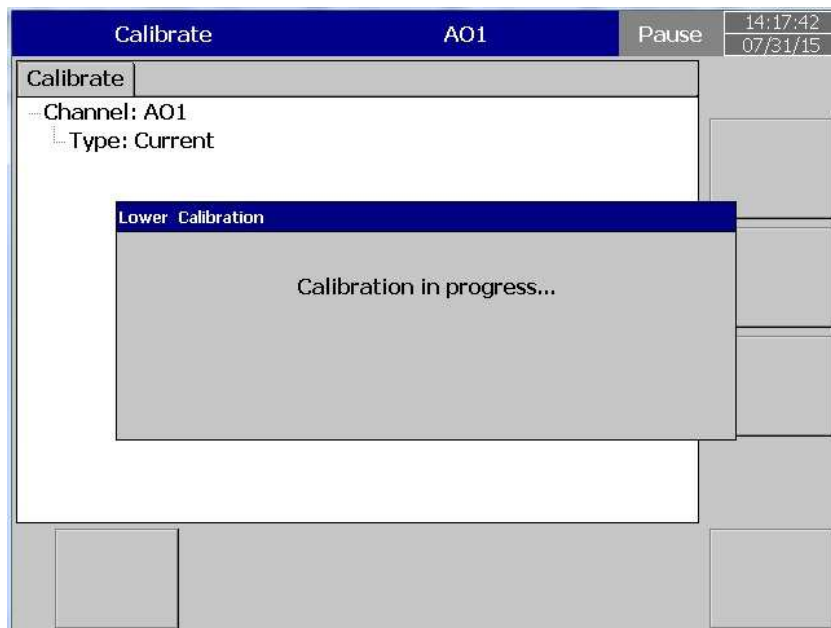 Calibrate AO1 Pause 14:17:42
07/31/15
Calibrate
Channel: AO1
Type: Current
Lower Calibration
Calibration in progress...